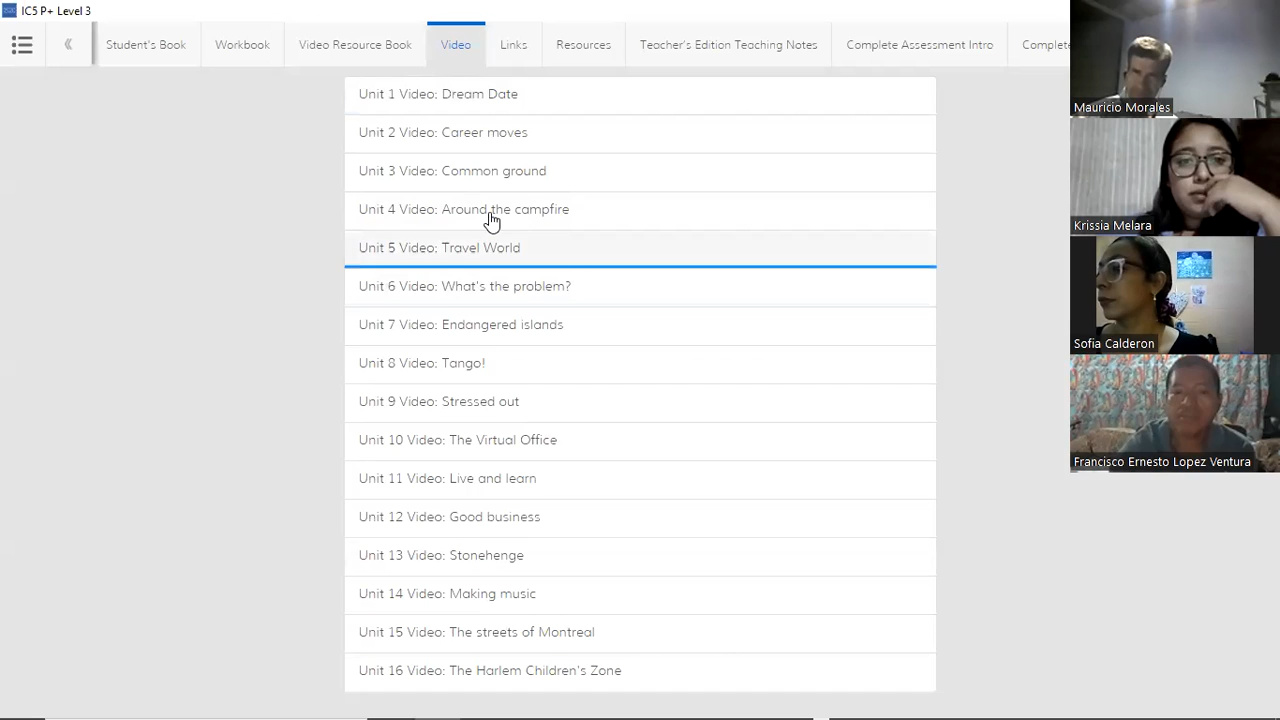 IC5 P+ Level 3
«
Student's Book
Workbook
Video Resource Book
Video
Links
Resources
Teacher's Edition Teaching Notes
Complete Assessment Intro
Complete
Unit 1 Video: Dream Date
Unit 2 Video: Career moves
Unit 3 Video: Common ground
Unit 4 Video: Around the campfire
Unit 5 Video: Travel World
Unit 6 Video: What's the problem?
Unit 7 Video: Endangered islands
Unit 8 Video: Tango!
Unit 9 Video: Stressed out
Unit 10 Video: The Virtual Office
Unit 11 Video: Live and learn
Unit 12 Video: Good business
Unit 13 Video: Stonehenge
Unit 14 Video: Making music
Unit 15 Video: The streets of Montreal
Unit 16 Video: The Harlem Children's Zone
Mauricio Morales
Krissia Melara
Sofia Calderon
Francisco Ernesto Lopez Ventura